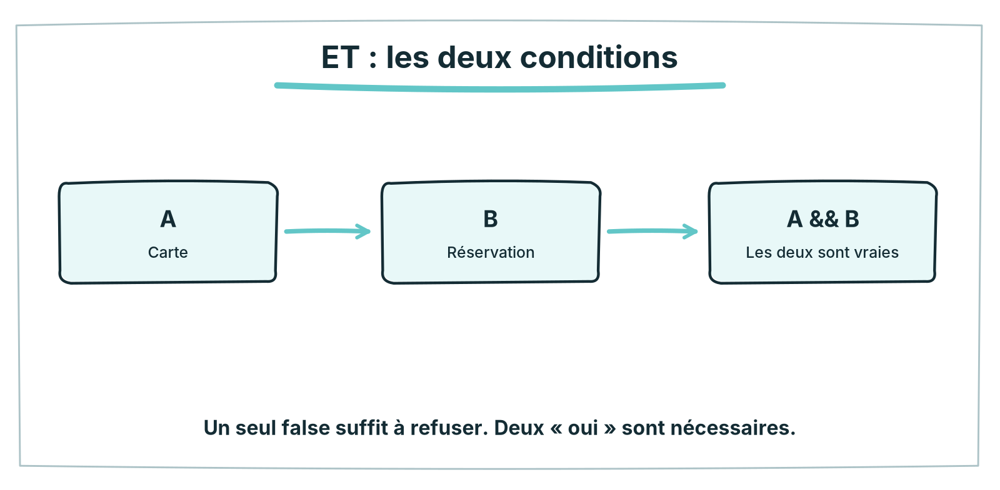 ET : les deux conditions
A
Carte
B
Réservation
A && B
Les deux sont vraies
Un seul false suffit à refuser. Deux « oui » sont nécessaires.